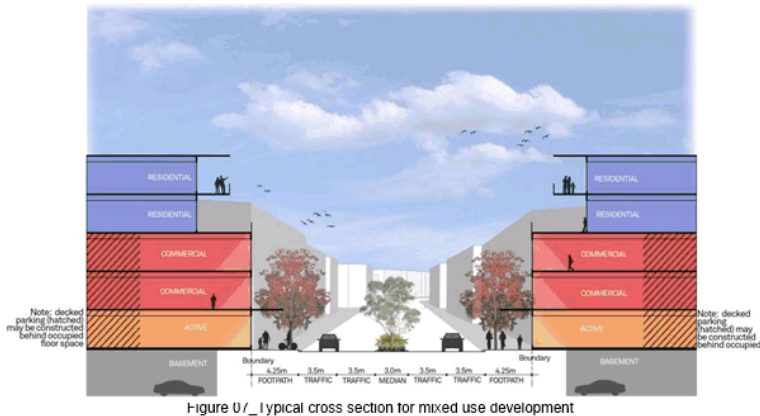 RESIDENTIAL
RESIDENTIAL
RESIDENTIAL
RESIDENTIAL
COMMERCIAL
COMMERCIAL
COMMERCIAL
COMMERCIAL
Note: decked
parking (hatched)
may be constructed
behind occupied
floor space
ACTIVE
ACTIVE
Note: decked
parking
(hatched) may
be constructed
behind occupied
BASEMENT
BASEMENT
Boundary
Boundary
4.25m 3.5m 3.5m 3.0m 3.5m 3.5m 4.25m
FOOTPATH TRAFFIC TRAFFIC MEDIAN TRAFFIC TRAFFIC FOOTPATH
Figure 07_Typical cross section for mixed use development